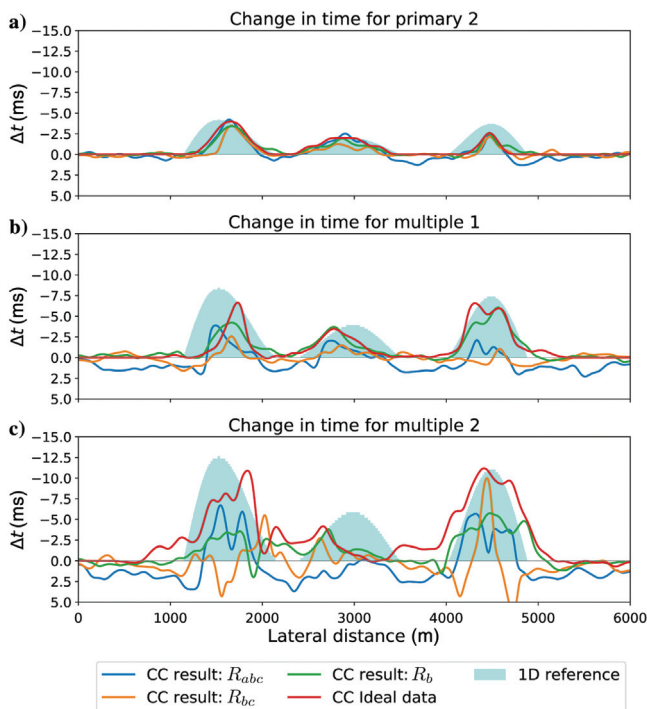 a)
Change in time for primary 2
−15.0
−12.5
−10.0
−7.5
−5.0
−2.5
0.0
2.5
5.0
Δt (ms)
b)
Change in time for multiple 1
−15.0
−12.5
−10.0
−7.5
−5.0
−2.5
0.0
2.5
5.0
Δt (ms)
c)
Change in time for multiple 2
−15.0
−12.5
−10.0
−7.5
−5.0
−2.5
0.0
2.5
5.0
Δt (ms)
0 1000 2000 3000 4000 5000 6000
Lateral distance (m)
CC result: R_abc CC result: R_b 1D reference
CC result: R_bc CC Ideal data